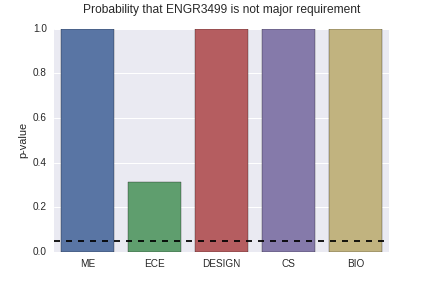 Probability that ENGR3499 is not major requirement
1.0
0.8
0.6
0.4
0.2
0.0
p-value
ME ECE DESIGN CS BIO